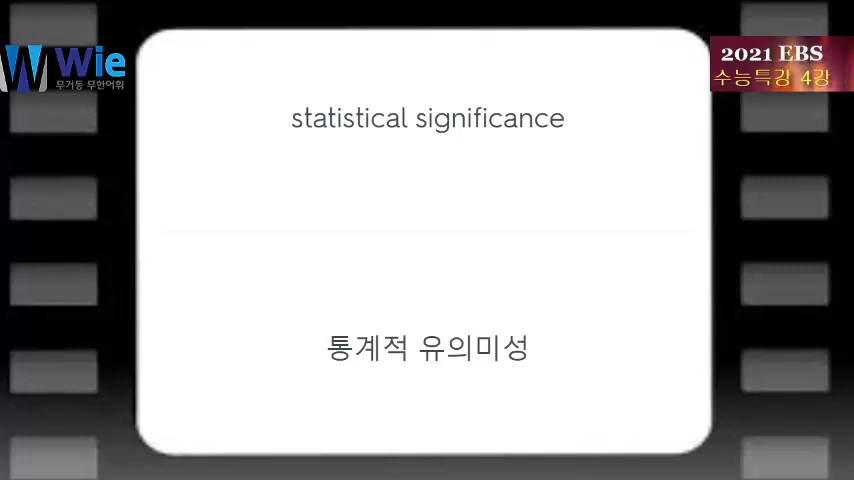 Wie
무거동 무한어휘
2021 EBS
수능특강 4강
statistical significance
통계적 유의미성